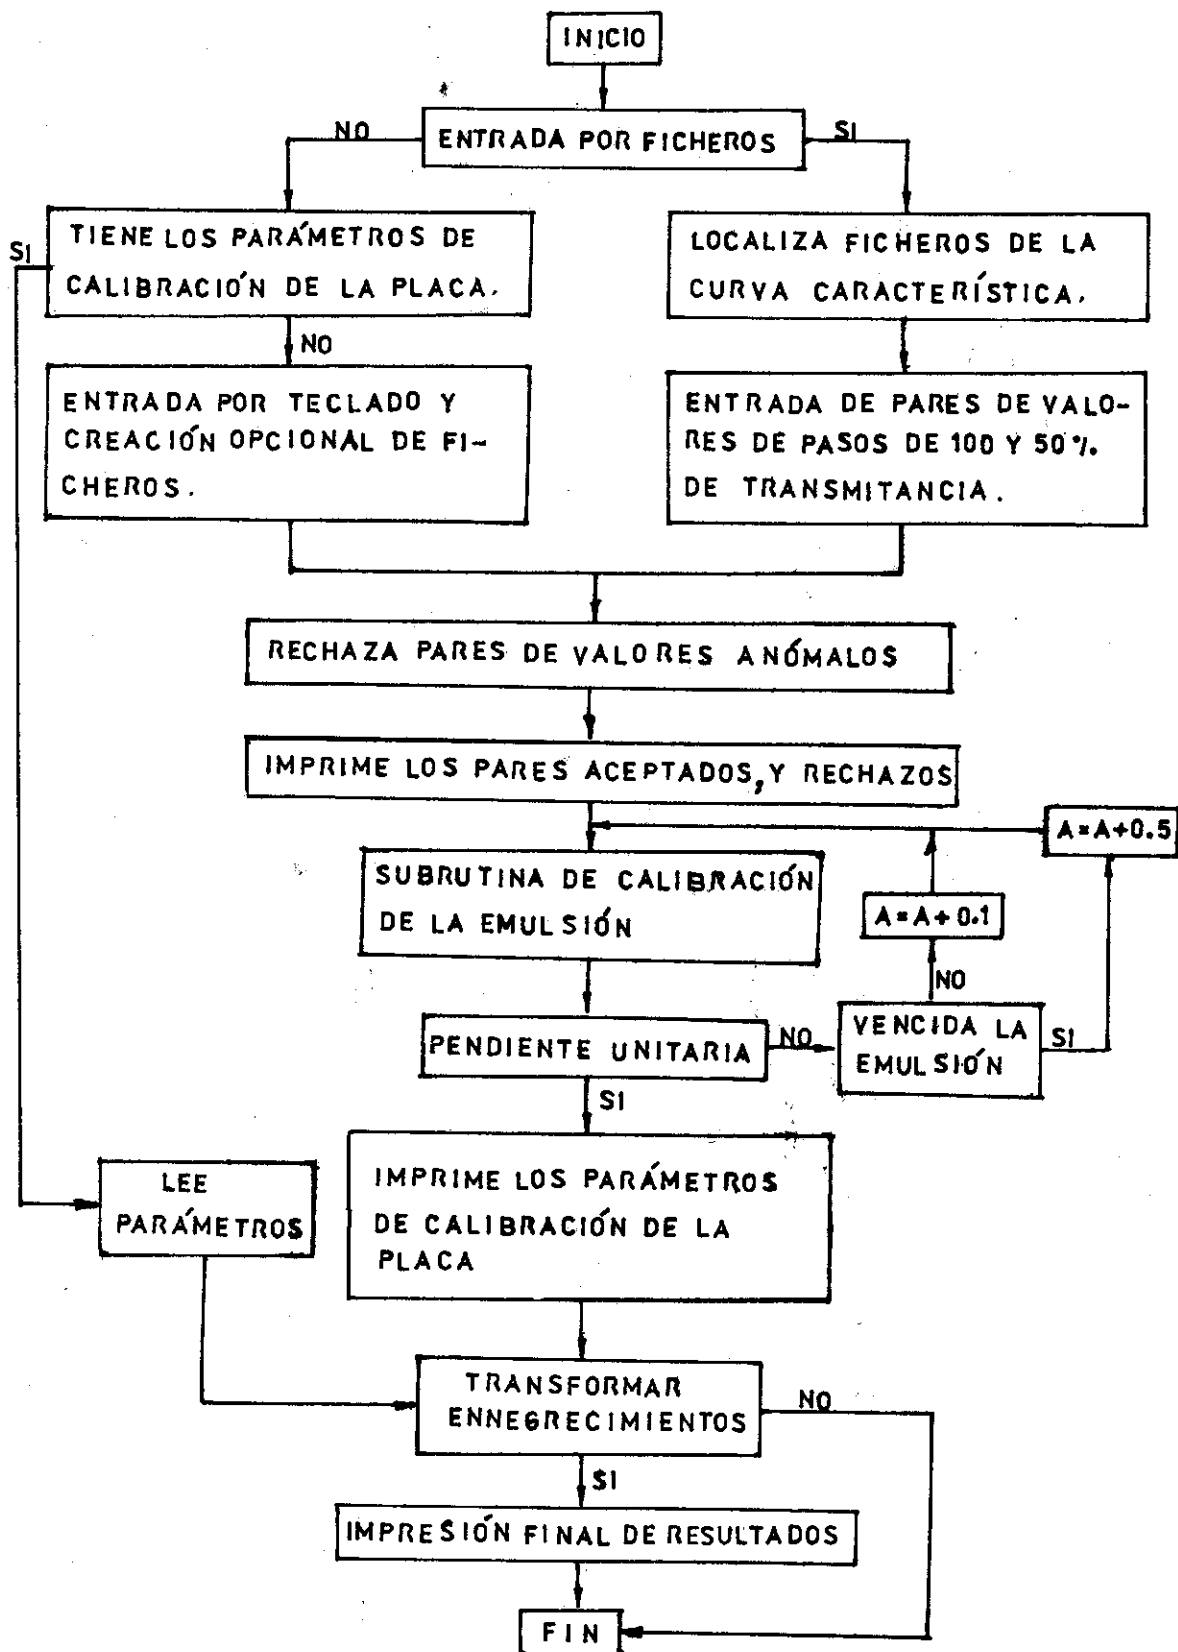 INICIO
ENTRADA POR FICHEROS
NO
SI
TIENE LOS PARÁMETROS DE
CALIBRACIÓN DE LA PLACA.
SI
NO
LOCALIZA FICHEROS DE LA
CURVA CARACTERÍSTICA.
ENTRADA POR TECLADO Y
CREACIÓN OPCIONAL DE FI-
CHEROS.
ENTRADA DE PARES DE VALO-
RES DE PASOS DE 100 Y 50%
DE TRANSMITANCIA.
RECHAZA PARES DE VALORES ANÓMALOS
IMPRIME LOS PARES ACEPTADOS, Y RECHAZOS
A=A+0.5
SUBRUTINA DE CALIBRACIÓN
DE LA EMULSIÓN
A=A+0.1
NO
PENDIENTE UNITARIA
NO
VENCIDA LA
EMULSIÓN
SI
SI
LEE
PARÁMETROS
IMPRIME LOS PARÁMETROS
DE CALIBRACIÓN DE LA
PLACA
TRANSFORMAR
ENNEGRECIMIENTOS
NO
SI
IMPRESIÓN FINAL DE RESULTADOS
FIN